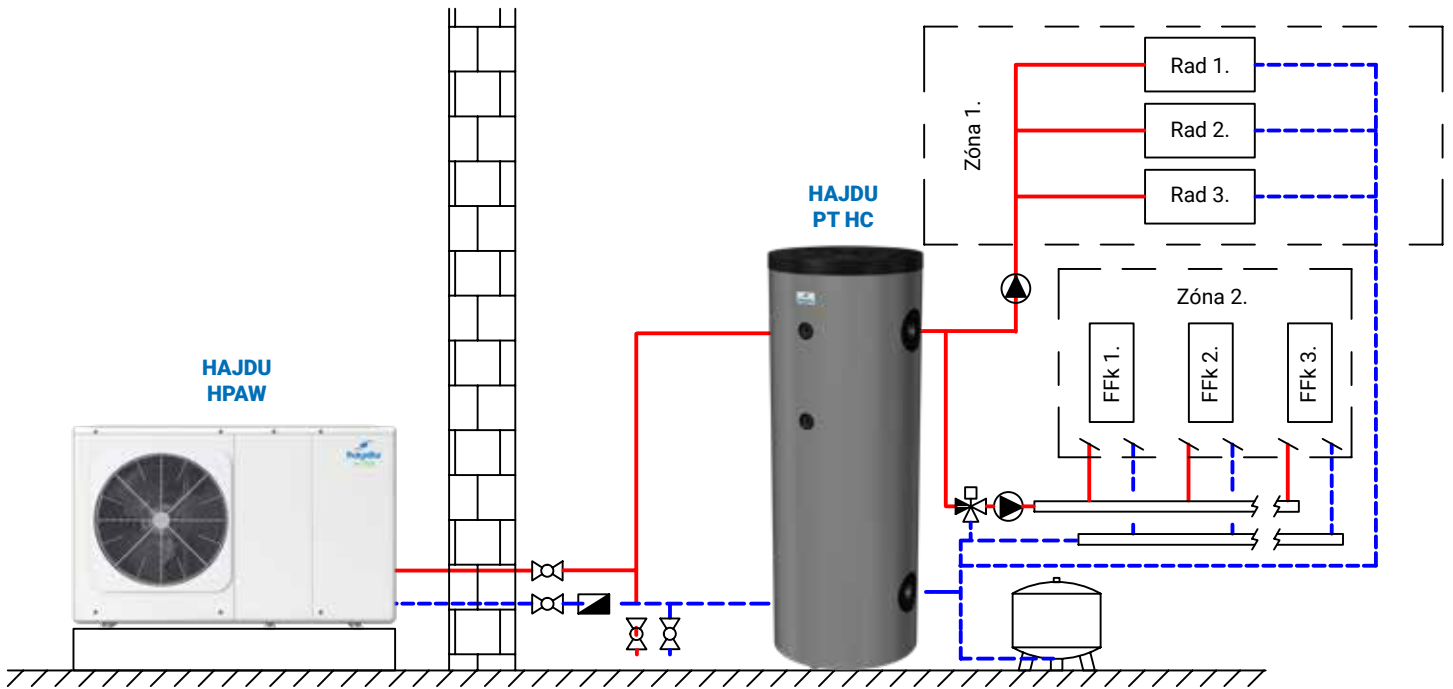 HAJDU
HPAW
hajdu
HAJDU
PT HC
Zóna 1.
Rad 1.
Rad 2.
Rad 3.
Zóna 2.
FFk 1.
FFk 2.
FFk 3.